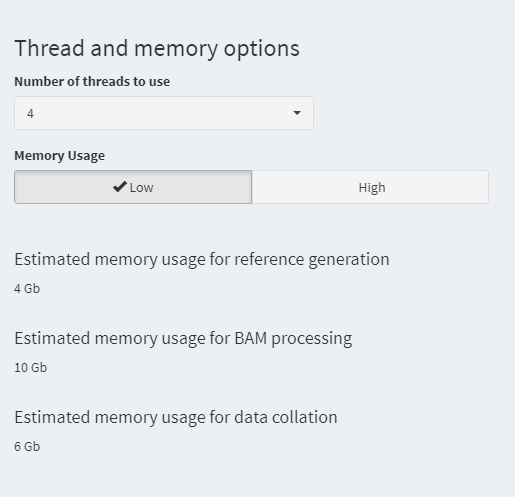 Thread and memory options
Number of threads to use
4
Memory Usage
Low
High
Estimated memory usage for reference generation
4 Gb
Estimated memory usage for BAM processing
10 Gb
Estimated memory usage for data collation
6 Gb